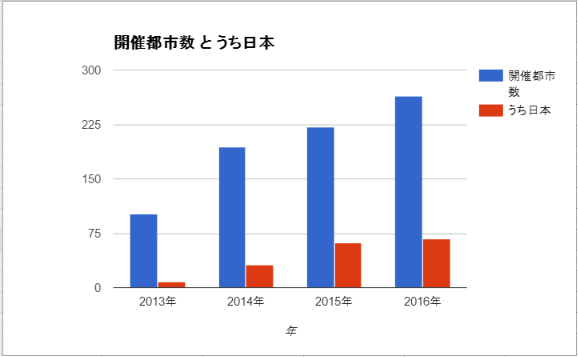 開催都市数 とうち日本
300
225
150
75
0
2013年
2014年
2015年
2016年
年
開催都市
数
うち日本